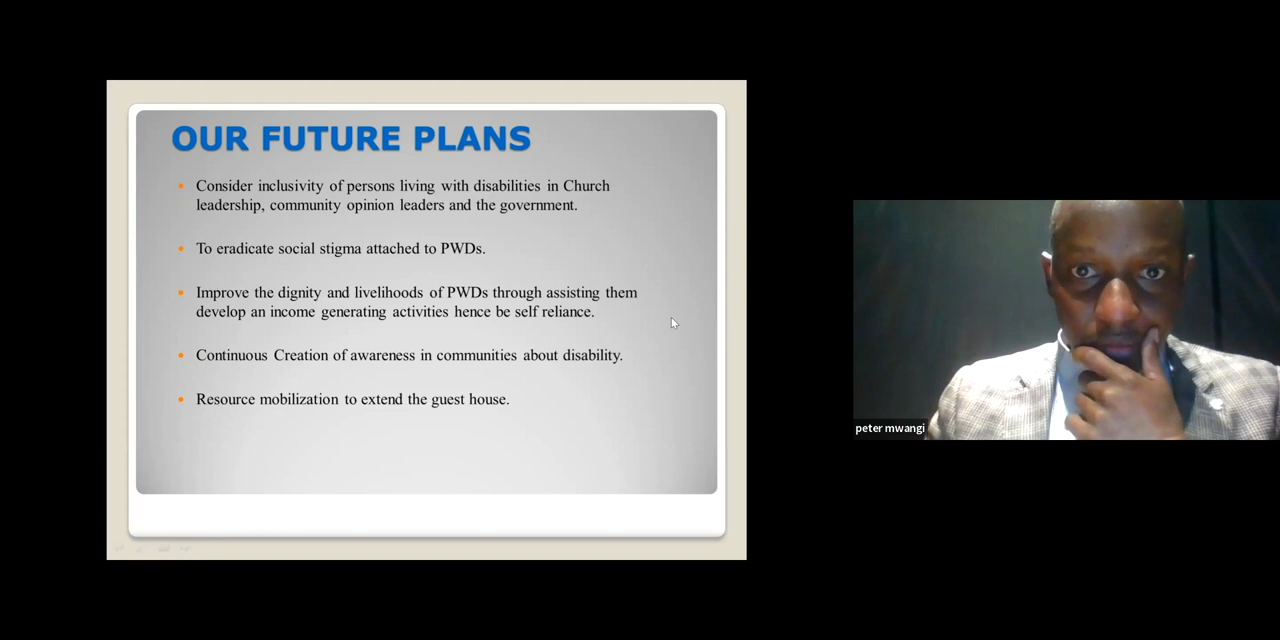 OUR FUTURE PLANS
Consider inclusivity of persons living with disabilities in Church
leadership, community opinion leaders and the government.
To eradicate social stigma attached to PWDs.
Improve the dignity and livelihoods of PWDs through assisting them
develop an income generating activities hence be self reliance.
Continuous Creation of awareness in communities about disability.
Resource mobilization to extend the guest house.
peter mwangi